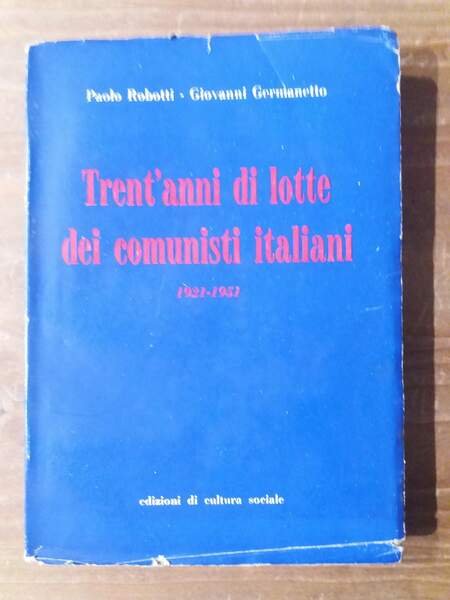 Paolo Robotti - Giovanni Germanetto
Trent'anni di lotte
dei comunisti italiani
1921-1951
edizioni di cultura sociale